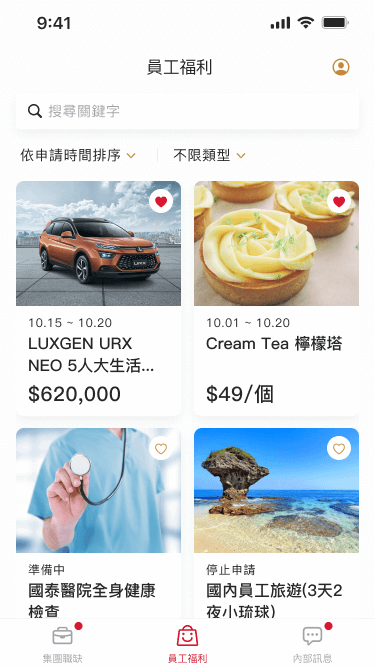 9:41
員工福利
搜尋關鍵字
依申請時間排序
不限類型
10.15 ~ 10.20
LUXGEN URX
NEO 5人大生活...
$620,000
10.01 ~ 10.20
Cream Tea 檸檬塔
$49/個
準備中
國泰醫院全身健康
檢查
停止申請
國內員工旅遊(3天2
夜小琉球)
集團職缺
員工福利
內部訊息